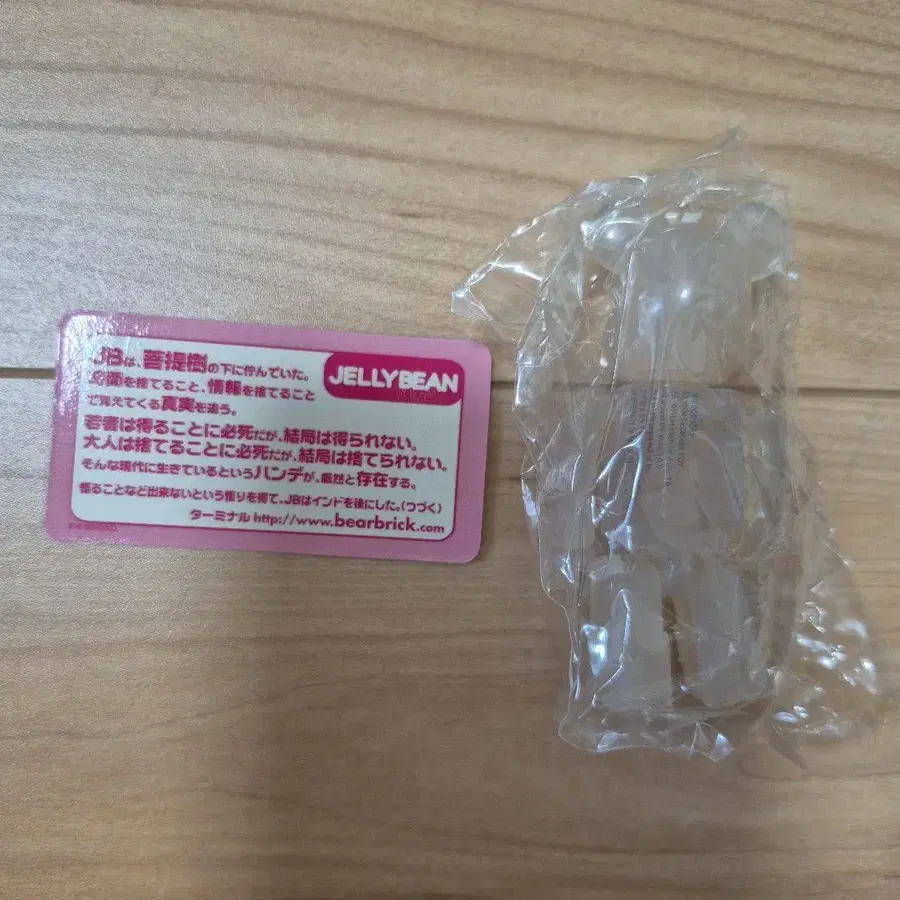 JBは、菩提樹の下に佇んでいた。
JELLYBEAN
を捨てること、情報を捨てること
で見えてくる真実を追う。
若者は得ることに必死だが、結局は得られない。
大人は捨てることに必死だが、結局は捨てられない。
そんな現代に生きているというハンデが、厳然と存在する。
悟ることなど出来ないという悟りを得て、JBはインドを後にした。(つづく)
ターミナル http://www.bearbrick.com